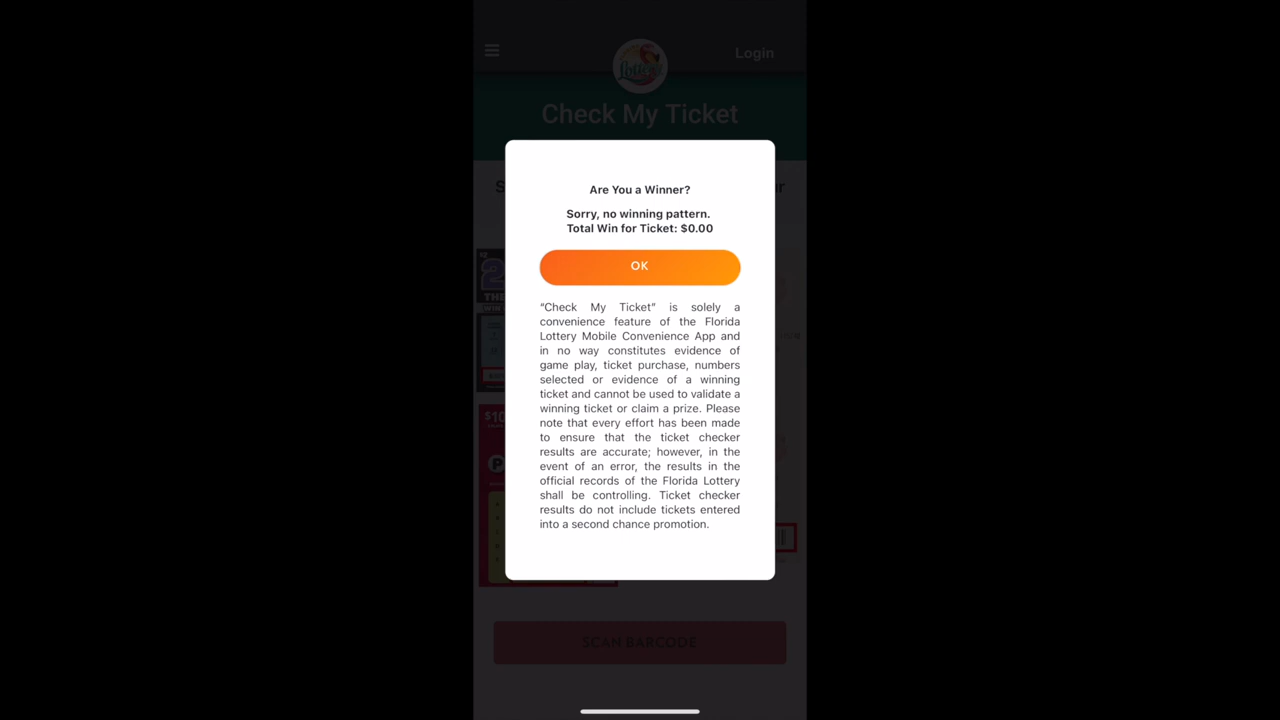 Login
Lottery
Check My Ticket
Are You a Winner?
Sorry, no winning pattern.
Total Win for Ticket: $0.00
OK
“Check My Ticket” is solely a
convenience feature of the Florida
Lottery Mobile Convenience App and
in no way constitutes evidence of
game play, ticket purchase, numbers
selected or evidence of a winning
ticket and cannot be used to validate a
winning ticket or claim a prize. Please
note that every effort has been made
to ensure that the ticket checker
results are accurate; however, in the
event of an error, the results in the
official records of the Florida Lottery
shall be controlling. Ticket checker
results do not include tickets entered
into a second chance promotion.
$10
SCAN BARCODE